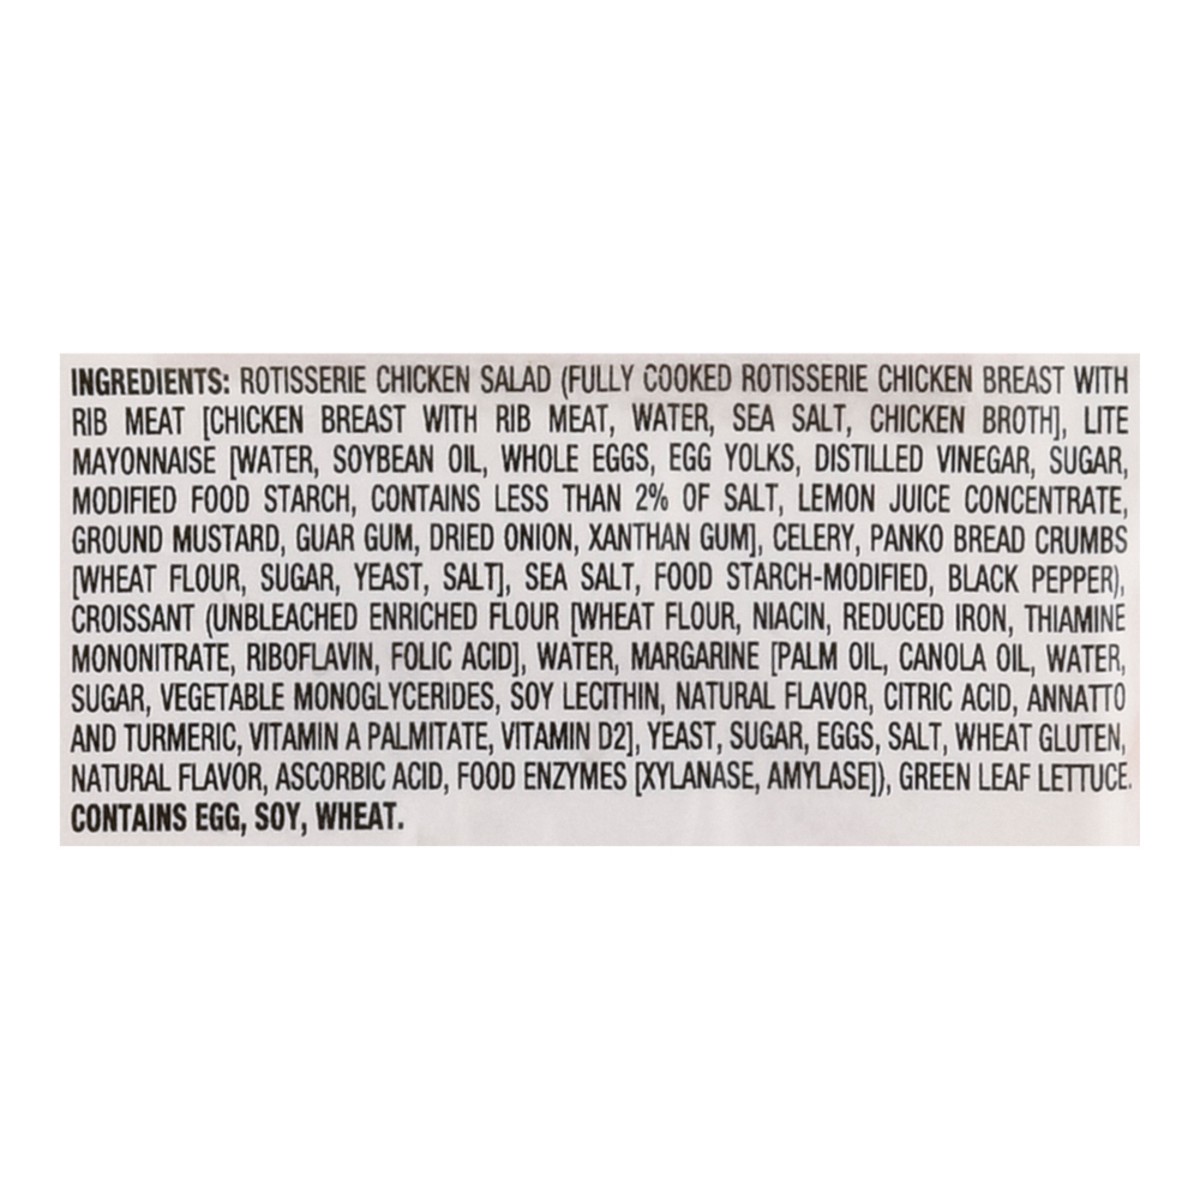 INGREDIENTS: ROTISSERIE CHICKEN SALAD (FULLY COOKED ROTISSERIE CHICKEN BREAST WITH
RIB MEAT [CHICKEN BREAST WITH RIB MEAT, WATER, SEA SALT, CHICKEN BROTH], LITE
MAYONNAISE [WATER, SOYBEAN OIL, WHOLE EGGS, EGG YOLKS, DISTILLED VINEGAR, SUGAR,
MODIFIED FOOD STARCH, CONTAINS LESS THAN 2% OF SALT, LEMON JUICE CONCENTRATE,
GROUND MUSTARD, GUAR GUM, DRIED ONION, XANTHAN GUM], CELERY, PANKO BREAD CRUMBS
[WHEAT FLOUR, SUGAR, YEAST, SALT], SEA SALT, FOOD STARCH-MODIFIED, BLACK PEPPER),
CROISSANT (UNBLEACHED ENRICHED FLOUR [WHEAT FLOUR, NIACIN, REDUCED IRON, THIAMINE
MONONITRATE, RIBOFLAVIN, FOLIC ACID], WATER, MARGARINE [PALM OIL, CANOLA OIL, WATER,
SUGAR, VEGETABLE MONOGLYCERIDES, SOY LECITHIN, NATURAL FLAVOR, CITRIC ACID, ANNATTO
AND TURMERIC, VITAMIN A PALMITATE, VITAMIN D2], YEAST, SUGAR, EGGS, SALT, WHEAT GLUTEN,
NATURAL FLAVOR, ASCORBIC ACID, FOOD ENZYMES [XYLANASE, AMYLASE]), GREEN LEAF LETTUCE.
CONTAINS EGG, SOY, WHEAT.